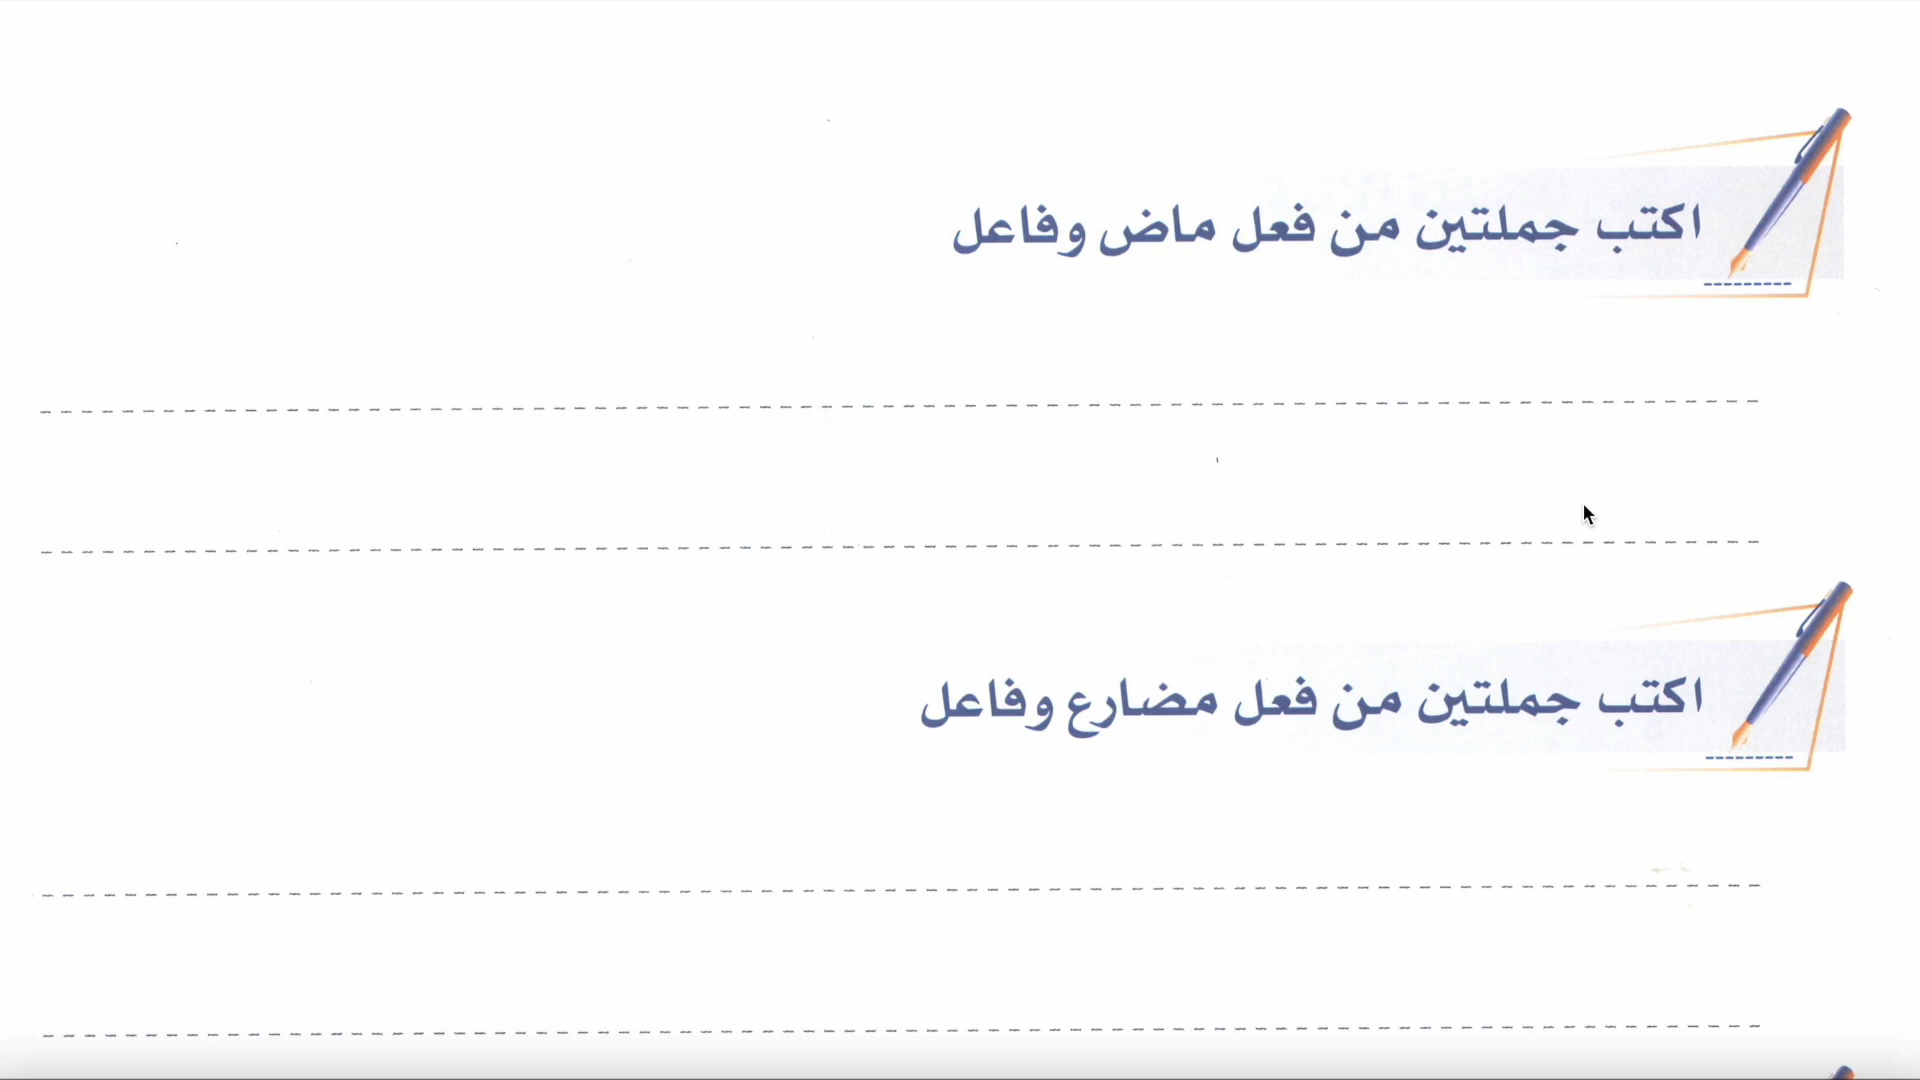 اكتب جملتين من فعل ماض وفاعل
اكتب جملتين من فعل مضارع وفاعل